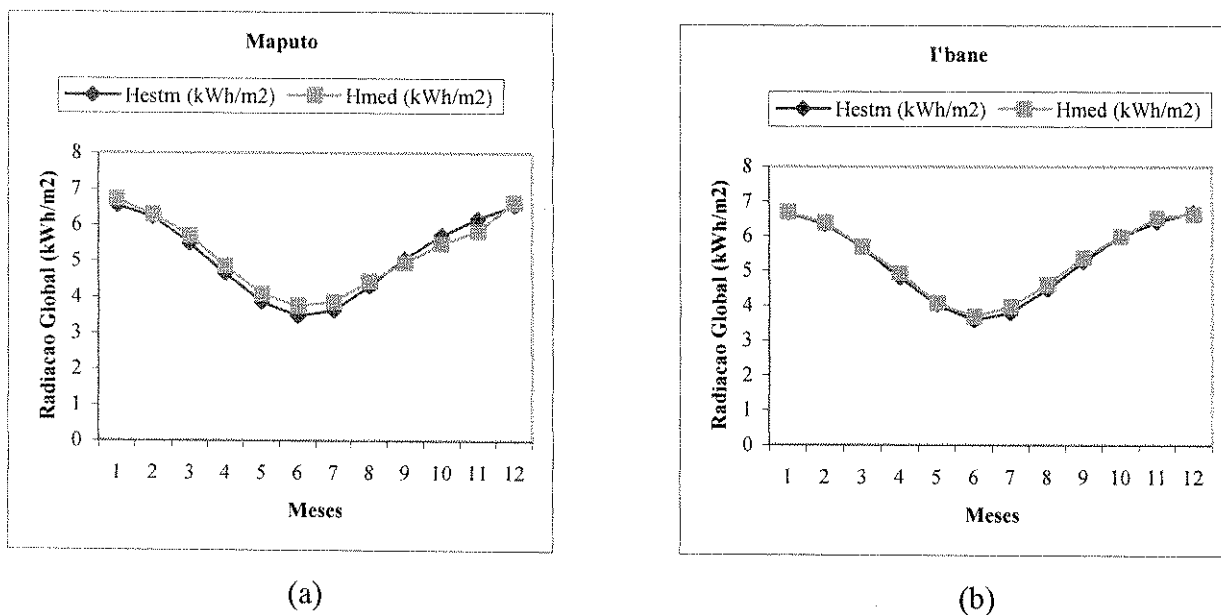 Maputo
Hestm (kWh/m2) Hmed (kWh/m2)
Radiacao Global (kWh/m2)
8
7
6
5
4
3
2
1
0
1 2 3 4 5 6 7 8 9 10 11 12
Meses
(a)
I'bane
Hestm (kWh/m2) Hmed (kWh/m2)
Radiacao Global (kWh/m2)
8
7
6
5
4
3
2
1
0
1 2 3 4 5 6 7 8 9 10 11 12
Meses
(b)